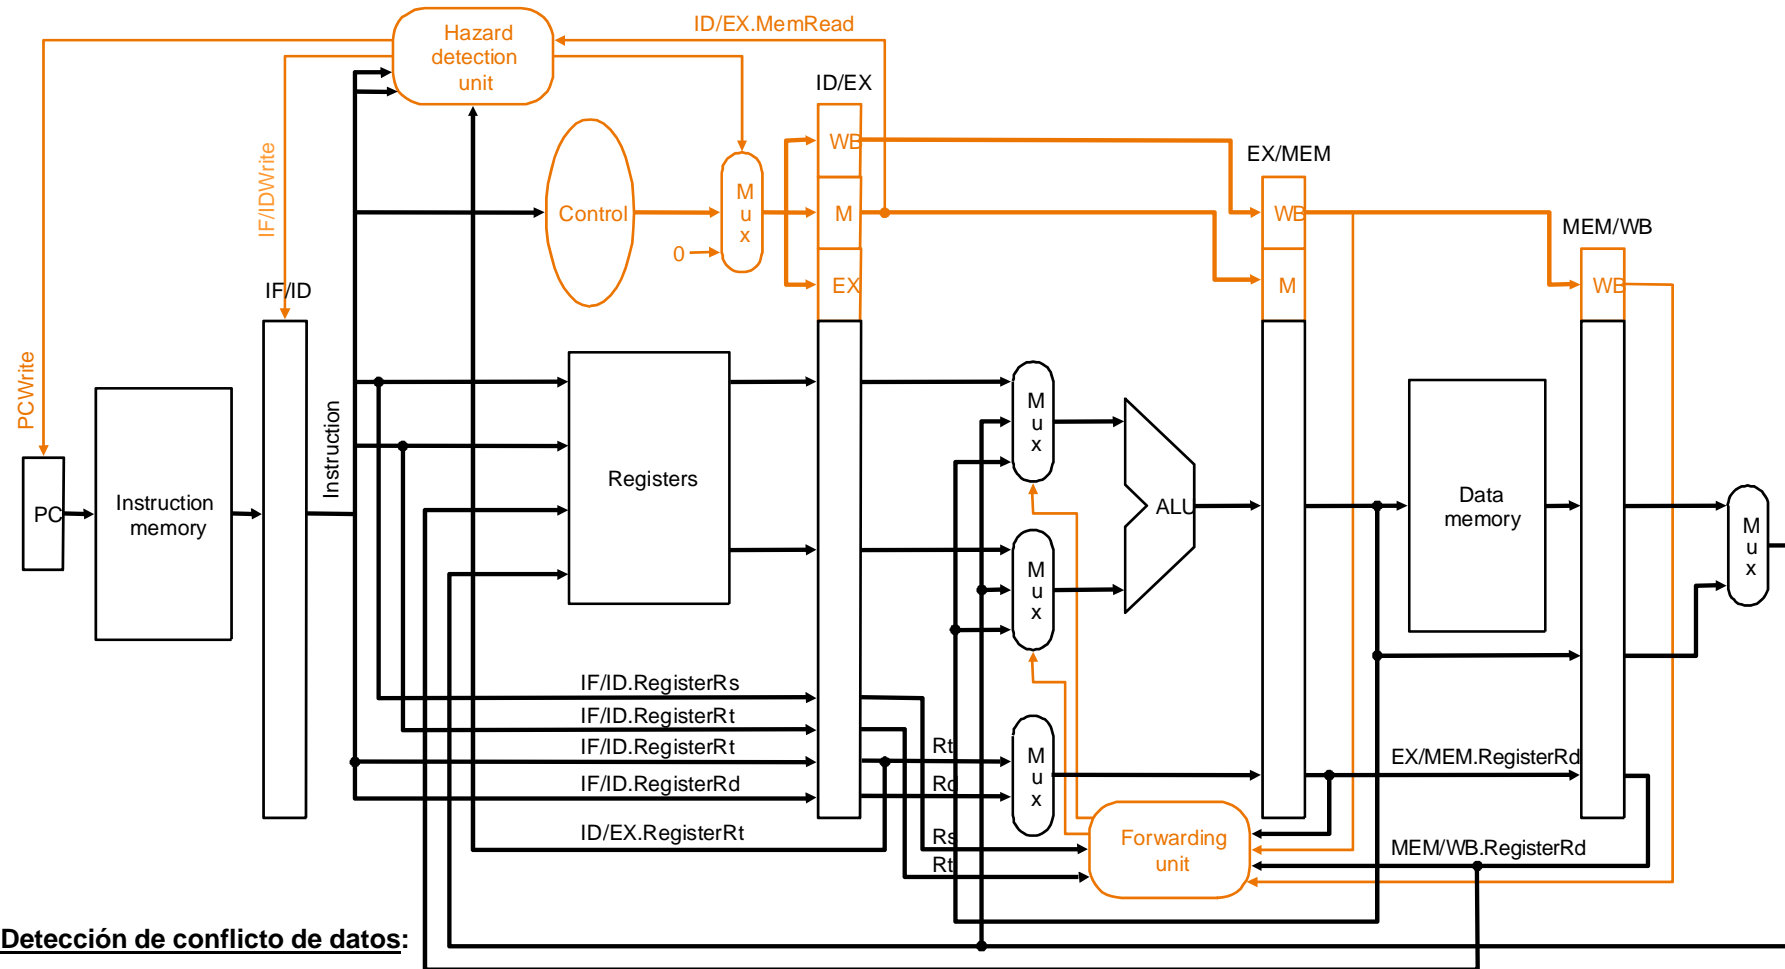 Hazard
detection
unit
ID/EX.MemRead
ID/EX
WB
EX/MEM
IF/IDWrite
Control
M
u
x
M
WB
MEM/WB
0
EX
M
WB
IF/ID
PCWrite
Instruction
PC
Instruction
memory
Registers
M
u
x
M
u
x
ALU
Data
memory
M
u
x
IF/ID.RegisterRs
IF/ID.RegisterRt
IF/ID.RegisterRt
IF/ID.RegisterRd
ID/EX.RegisterRt
Rt
Rd
Rs
Rt
M
u
x
EX/MEM.RegisterRd
Forwarding
unit
MEM/WB.RegisterRd
Detección de conflicto de datos: